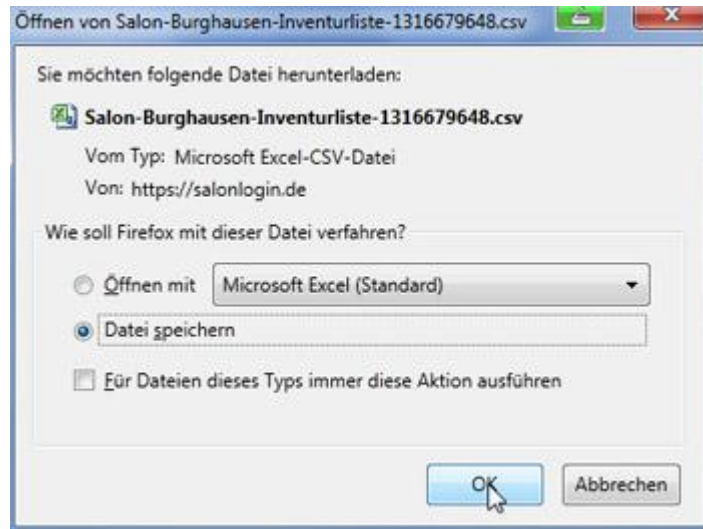 Öffnen von Salon-Burghausen-Inventurliste-1316679648.csv
Sie möchten folgende Datei herunterladen:
Salon-Burghausen-Inventurliste-1316679648.csv
Vom Typ: Microsoft Excel-CSV-Datei
Von: https://salonlogin.de
Wie soll Firefox mit dieser Datei verfahren?
Öffnen mit Microsoft Excel (Standard)
Datei speichern
Für Dateien dieses Typs immer diese Aktion ausführen
OK Abbrechen